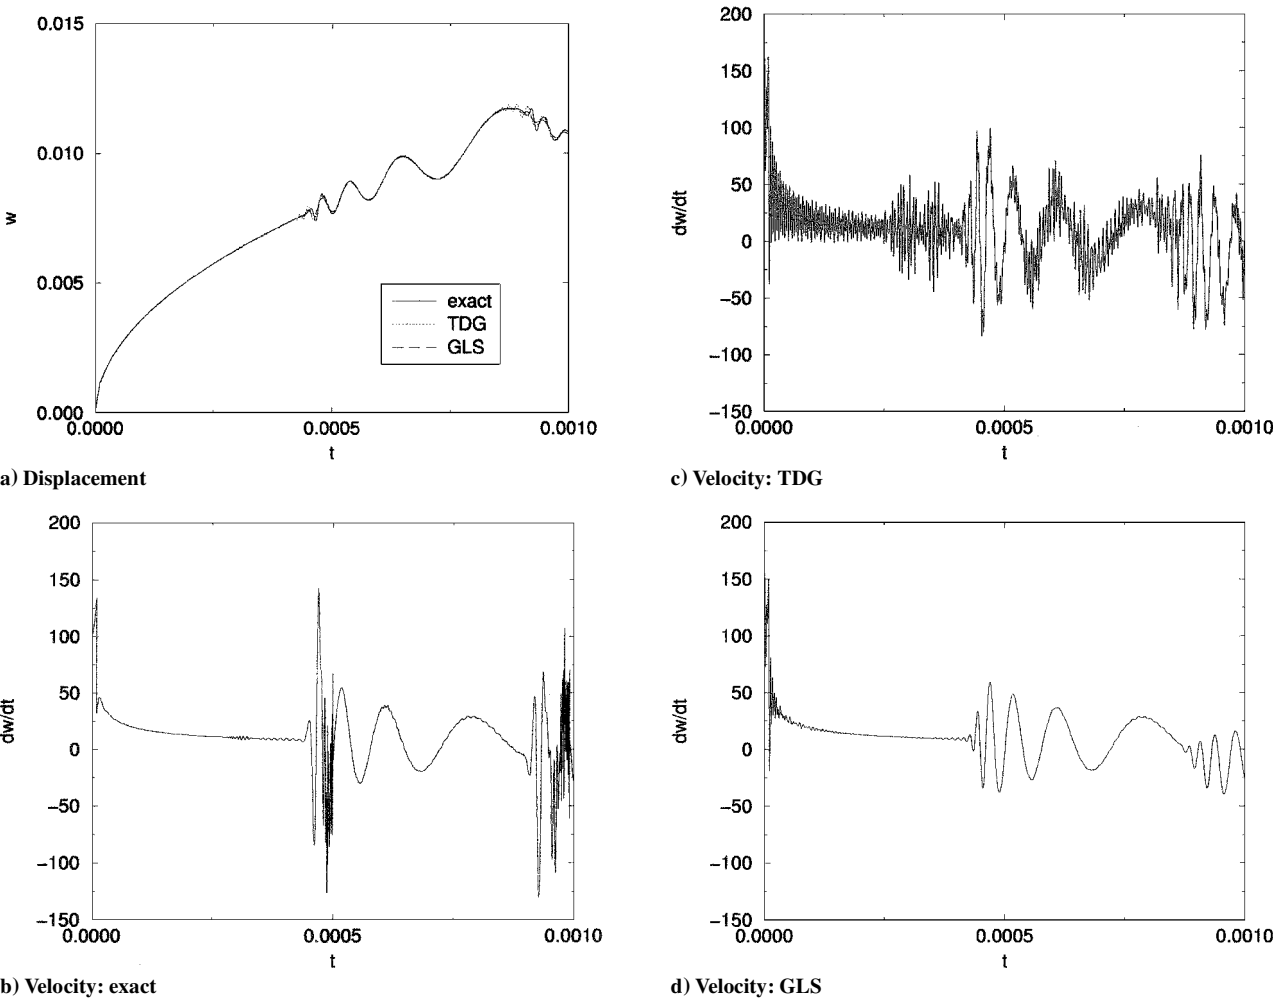 0.015
0.010
0.005
0.000
w
exact
TDG
GLS
0.0000 0.0005 0.0010
t
a) Displacement
200
150
100
50
0
−50
−100
−150
dw/dt
0.0000 0.0005 0.0010
t
c) Velocity: TDG
200
150
100
50
0
−50
−100
−150
dw/dt
0.0000 0.0005 0.0010
t
b) Velocity: exact
200
150
100
50
0
−50
−100
−150
dw/dt
0.0000 0.0005 0.0010
t
d) Velocity: GLS